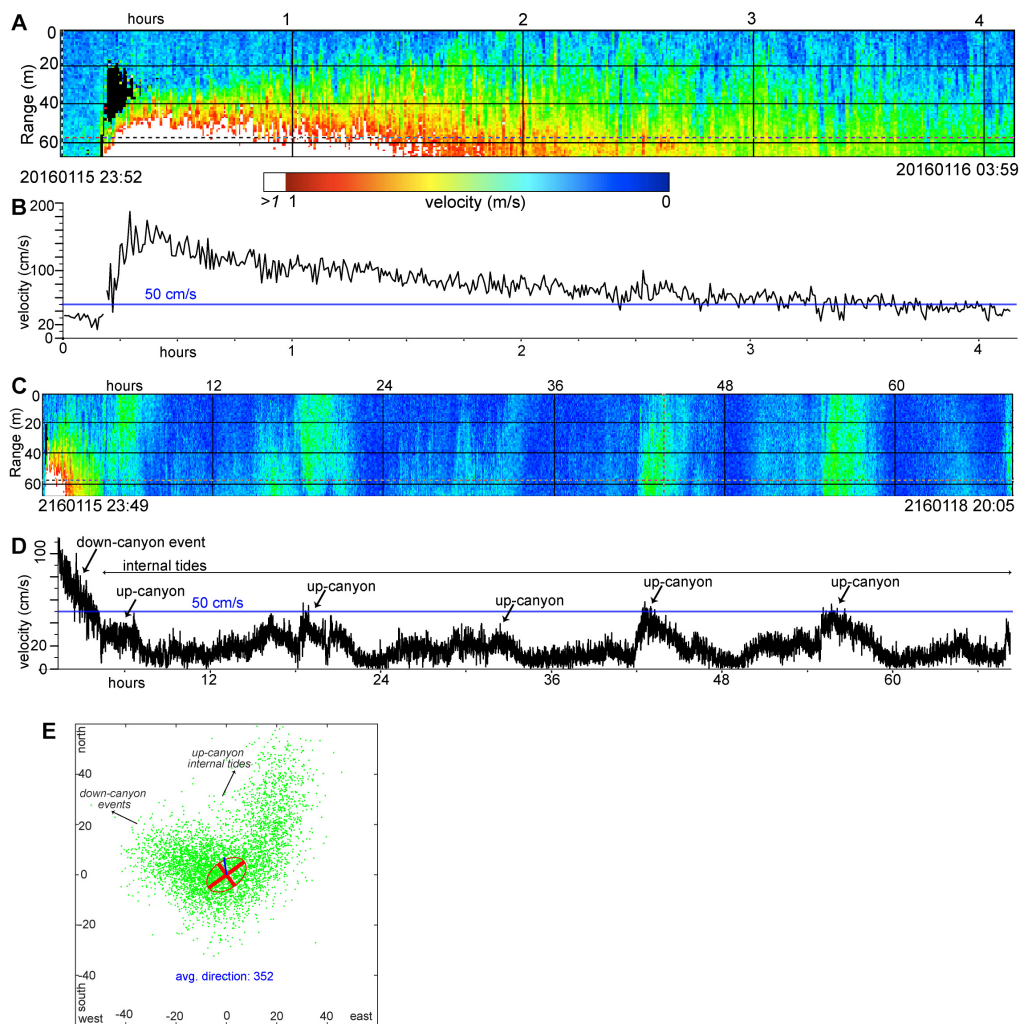 A
hours 1 2 3 4
0
20
40
60
Range (m)
20160115 23:52
20160116 03:59
>1 1 velocity (m/s) 0
B
200
100
20
0
velocity (cm/s)
50 cm/s
0 hours 1 2 3 4
C
hours 12 24 36 48 60
0
20
40
60
Range (m)
2160115 23:49
2160118 20:05
D
100
20
0
velocity (cm/s)
down-canyon event
internal tides
up-canyon
50 cm/s
up-canyon
up-canyon
up-canyon
up-canyon
hours 12 24 36 48 60
E
north
up-canyon
internal tides
down-canyon
events
40
20
0
-20
-40
avg. direction: 352
south
west -40 -20 0 20 40 east